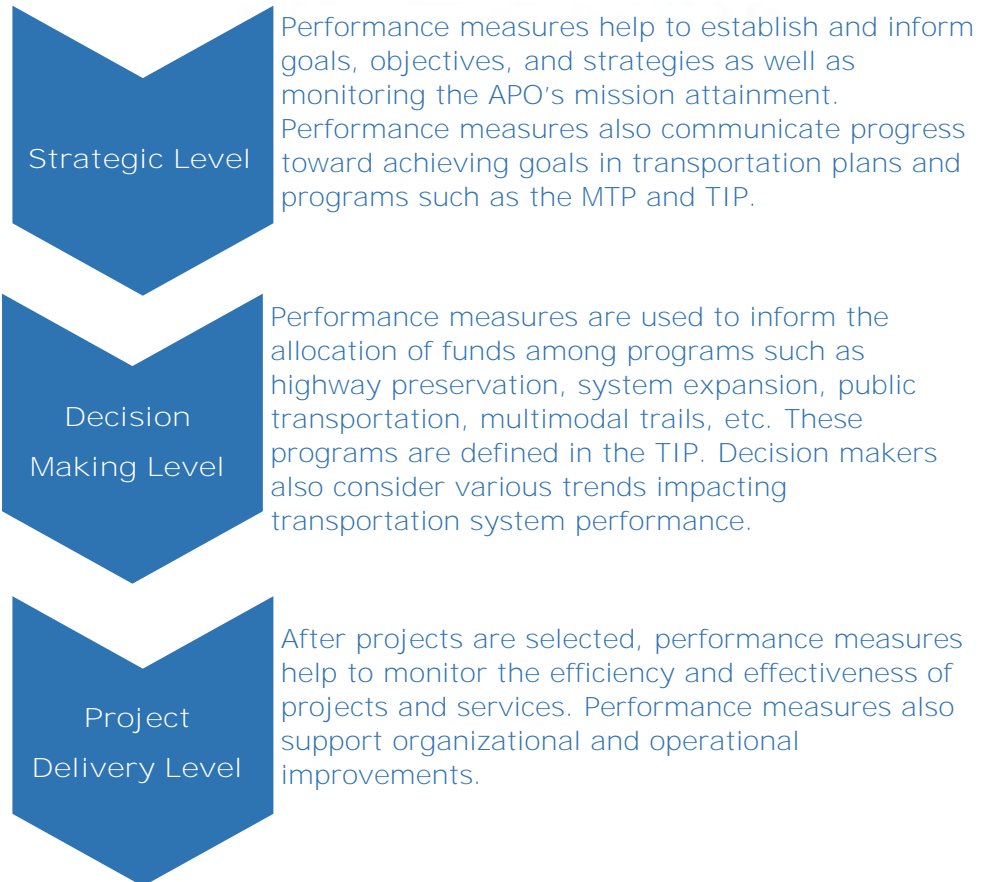 Strategic Level
Performance measures help to establish and inform
goals, objectives, and strategies as well as
monitoring the APO's mission attainment.
Performance measures also communicate progress
toward achieving goals in transportation plans and
programs such as the MTP and TIP.
Decision
Making Level
Performance measures are used to inform the
allocation of funds among programs such as
highway preservation, system expansion, public
transportation, multimodal trails, etc. These
programs are defined in the TIP. Decision makers
also consider various trends impacting
transportation system performance.
Project
Delivery Level
After projects are selected, performance measures
help to monitor the efficiency and effectiveness of
projects and services. Performance measures also
support organizational and operational
improvements.